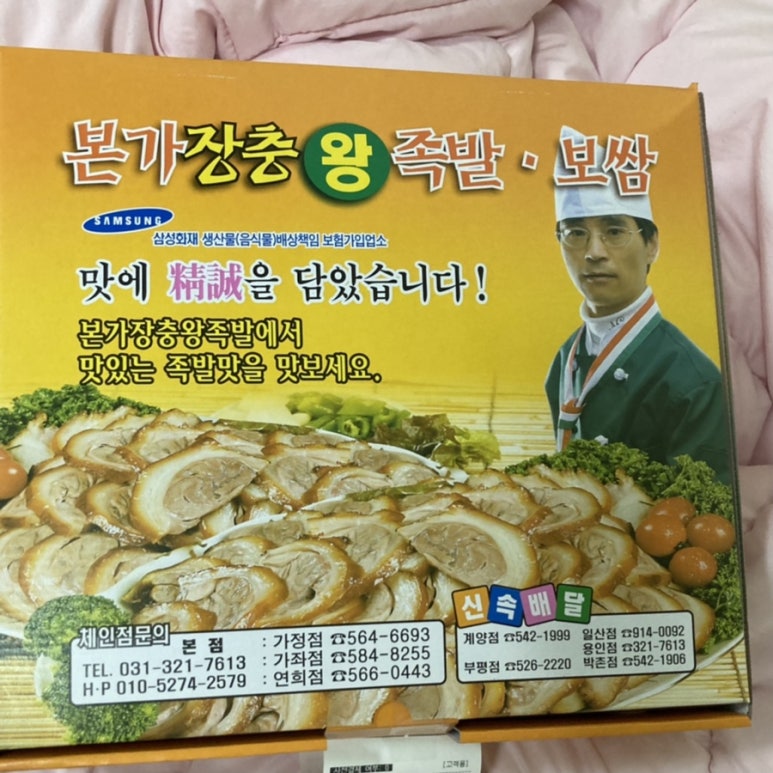 본가장충왕족발·보쌈
SAMSUNG
삼성화재 생산물(음식물)배상책임 보험가입업소
맛에 精誠을 담았습니다!
본가장충왕족발에서
맛있는 족발맛을 맛보세요.
신속배달
체인점문의 본점 : 가정점 ☎564-6693
TEL. 031-321-7613 : 가좌점 ☎584-8255
H·P 010-5274-2579 : 연희점 ☎566-0443
계양점 ☎542-1999 일산점 ☎914-0092
용인점 ☎321-7613
부평점 ☎526-2220 박촌점 ☎542-1906
[고객용]